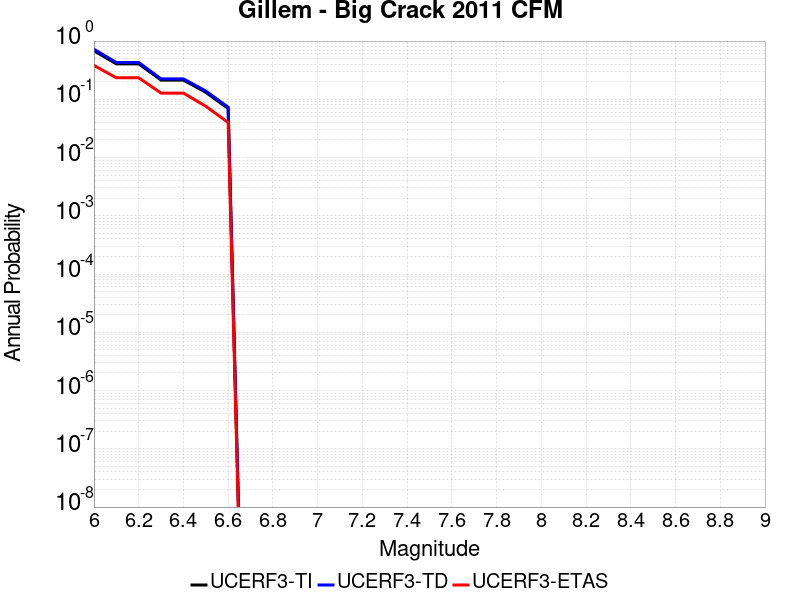 Gillem - Big Crack 2011 CFM
10^0
10^-1
10^-2
10^-3
10^-4
10^-5
10^-6
10^-7
10^-8
Annual Probability
6 6.2 6.4 6.6 6.8 7 7.2 7.4 7.6 7.8 8 8.2 8.4 8.6 8.8 9
Magnitude
UCERF3-TI UCERF3-TD UCERF3-ETAS